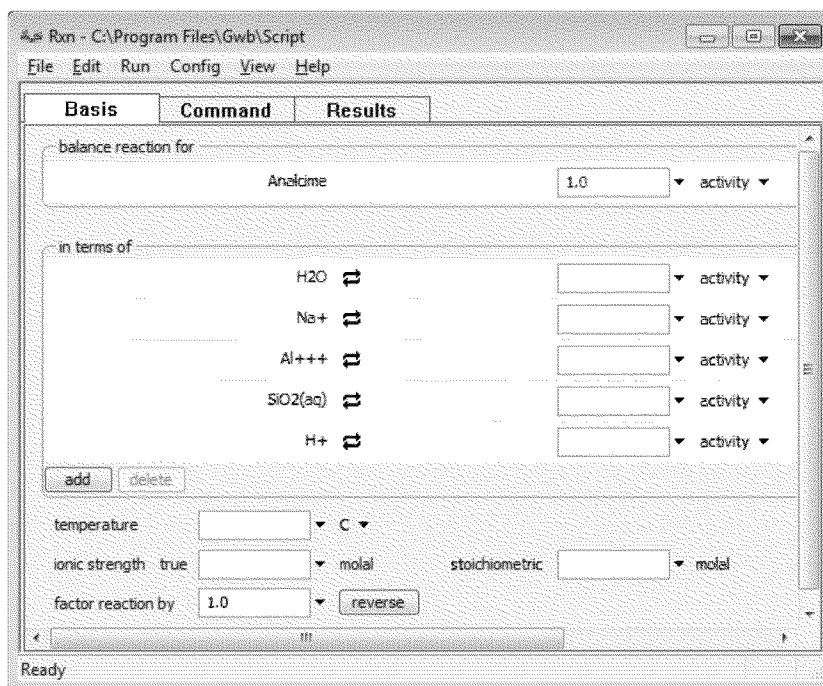 Rxn - C:\Program Files\Gwb\Script
File Edit Run Config View Help
Basis Command Results
balance reaction for
Analcime 1.0 activity
in terms of
H2O activity
Na+ activity
Al+++ activity
SiO2(aq) activity
H+ activity
add delete
temperature C
ionic strength true molal stoichiometric molal
factor reaction by 1.0 reverse
Ready